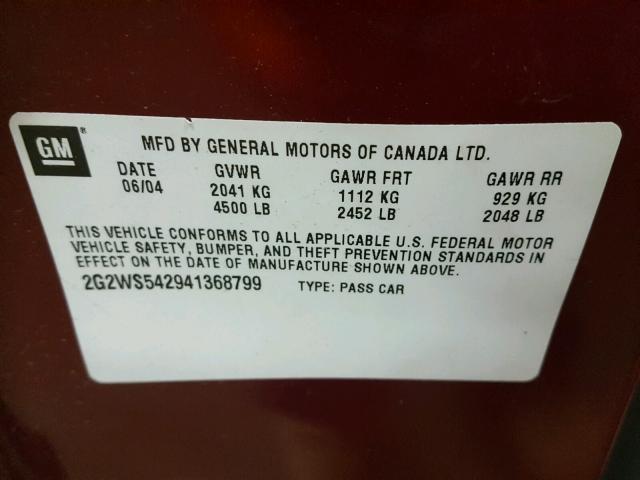 GM®
MFD BY GENERAL MOTORS OF CANADA LTD.
DATE GVWR GAWR FRT GAWR RR
06/04 2041 KG 1112 KG 929 KG
4500 LB 2452 LB 2048 LB
THIS VEHICLE CONFORMS TO ALL APPLICABLE U.S. FEDERAL MOTOR
VEHICLE SAFETY, BUMPER, AND THEFT PREVENTION STANDARDS IN
EFFECT ON THE DATE OF MANUFACTURE SHOWN ABOVE.
2G2WS542941368799 TYPE: PASS CAR